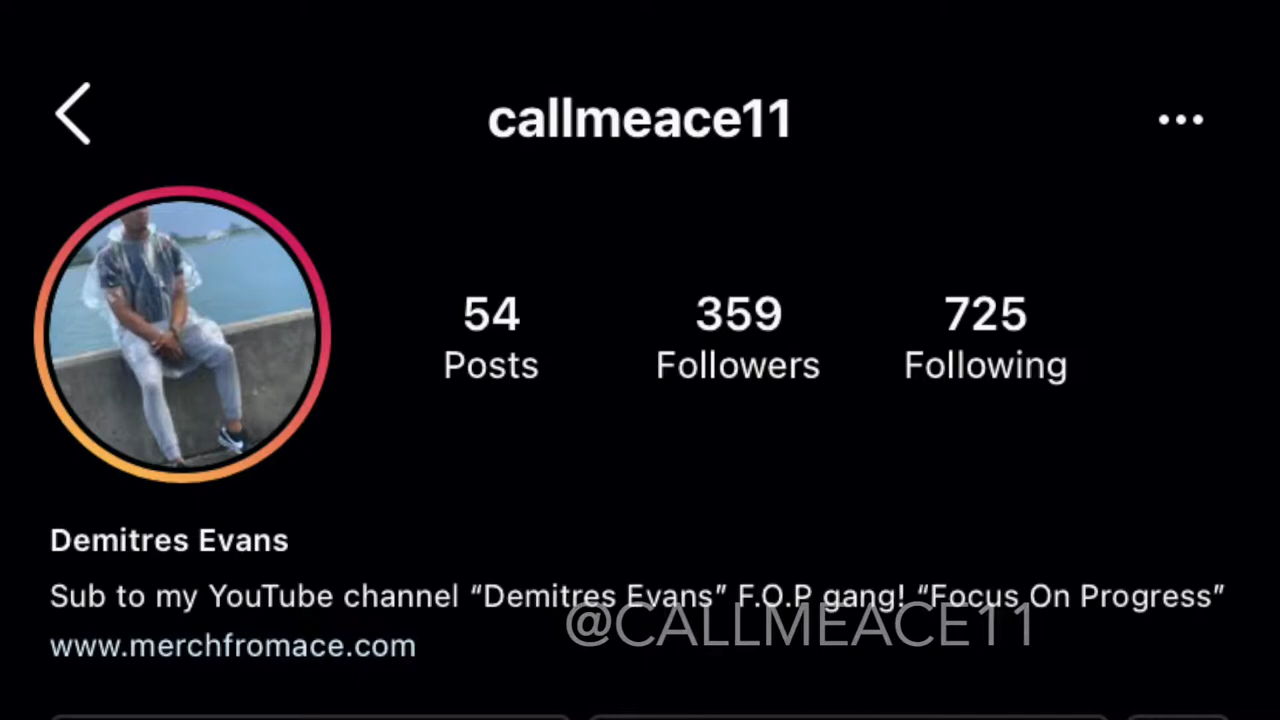 callmeace11
54 359 725
Posts Followers Following
Demitres Evans
Sub to my YouTube channel “Demitres Evans” F.O.P gang! “Focus On Progress”
@CALLMEACE11
www.merchfromace.com